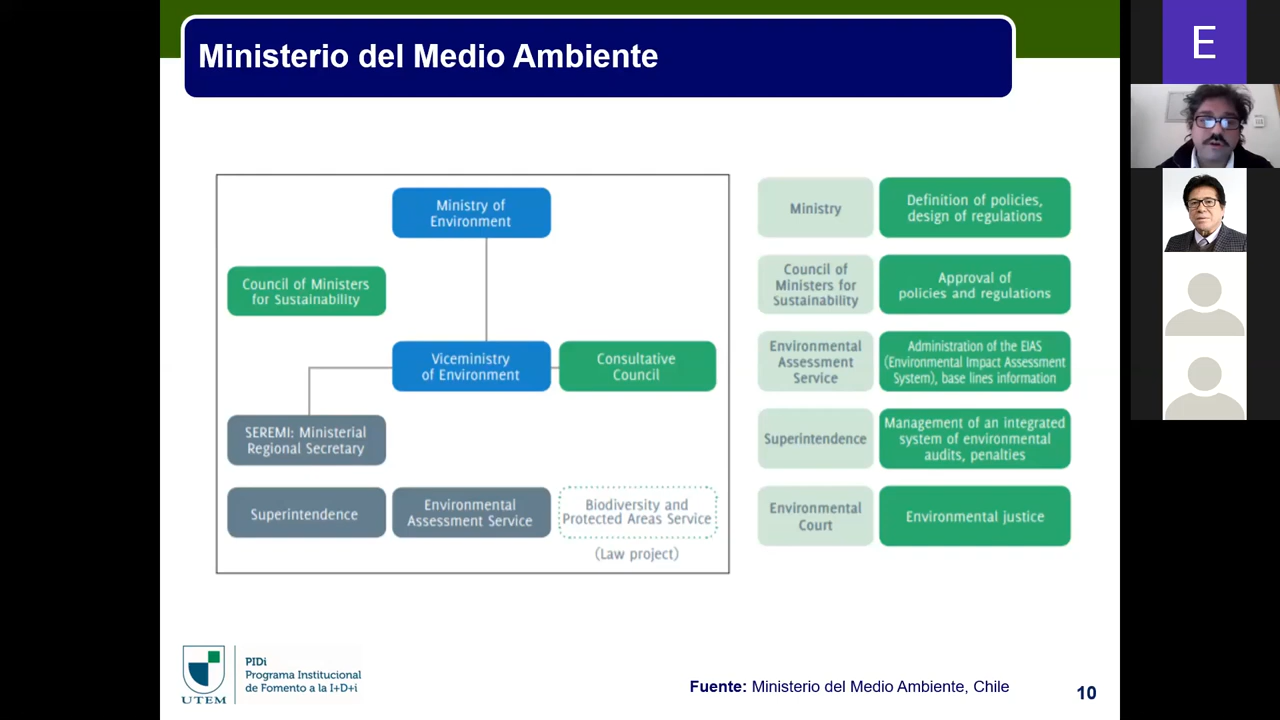 Ministerio del Medio Ambiente
E
Ministry of
Environment
Council of Ministers
for Sustainability
Viceministry
of Environment
Consultative
Council
SEREMI: Ministerial
Regional Secretary
Superintendence
Environmental
Assessment Service
Biodiversity and
Protected Areas Service
(Law project)
Ministry
Definition of policies,
design of regulations
Council of
Ministers for
Sustainability
Approval of
policies and regulations
Environmental
Assessment
Service
Administration of the EIAS
(Environmental Impact Assessment
System), base lines information
Superintendence
Management of an integrated
system of environmental
audits, penalties
Environmental
Court
Environmental justice
UTEM
PIDi
Programa Institucional
de Fomento a la I+D+i
Fuente: Ministerio del Medio Ambiente, Chile
10